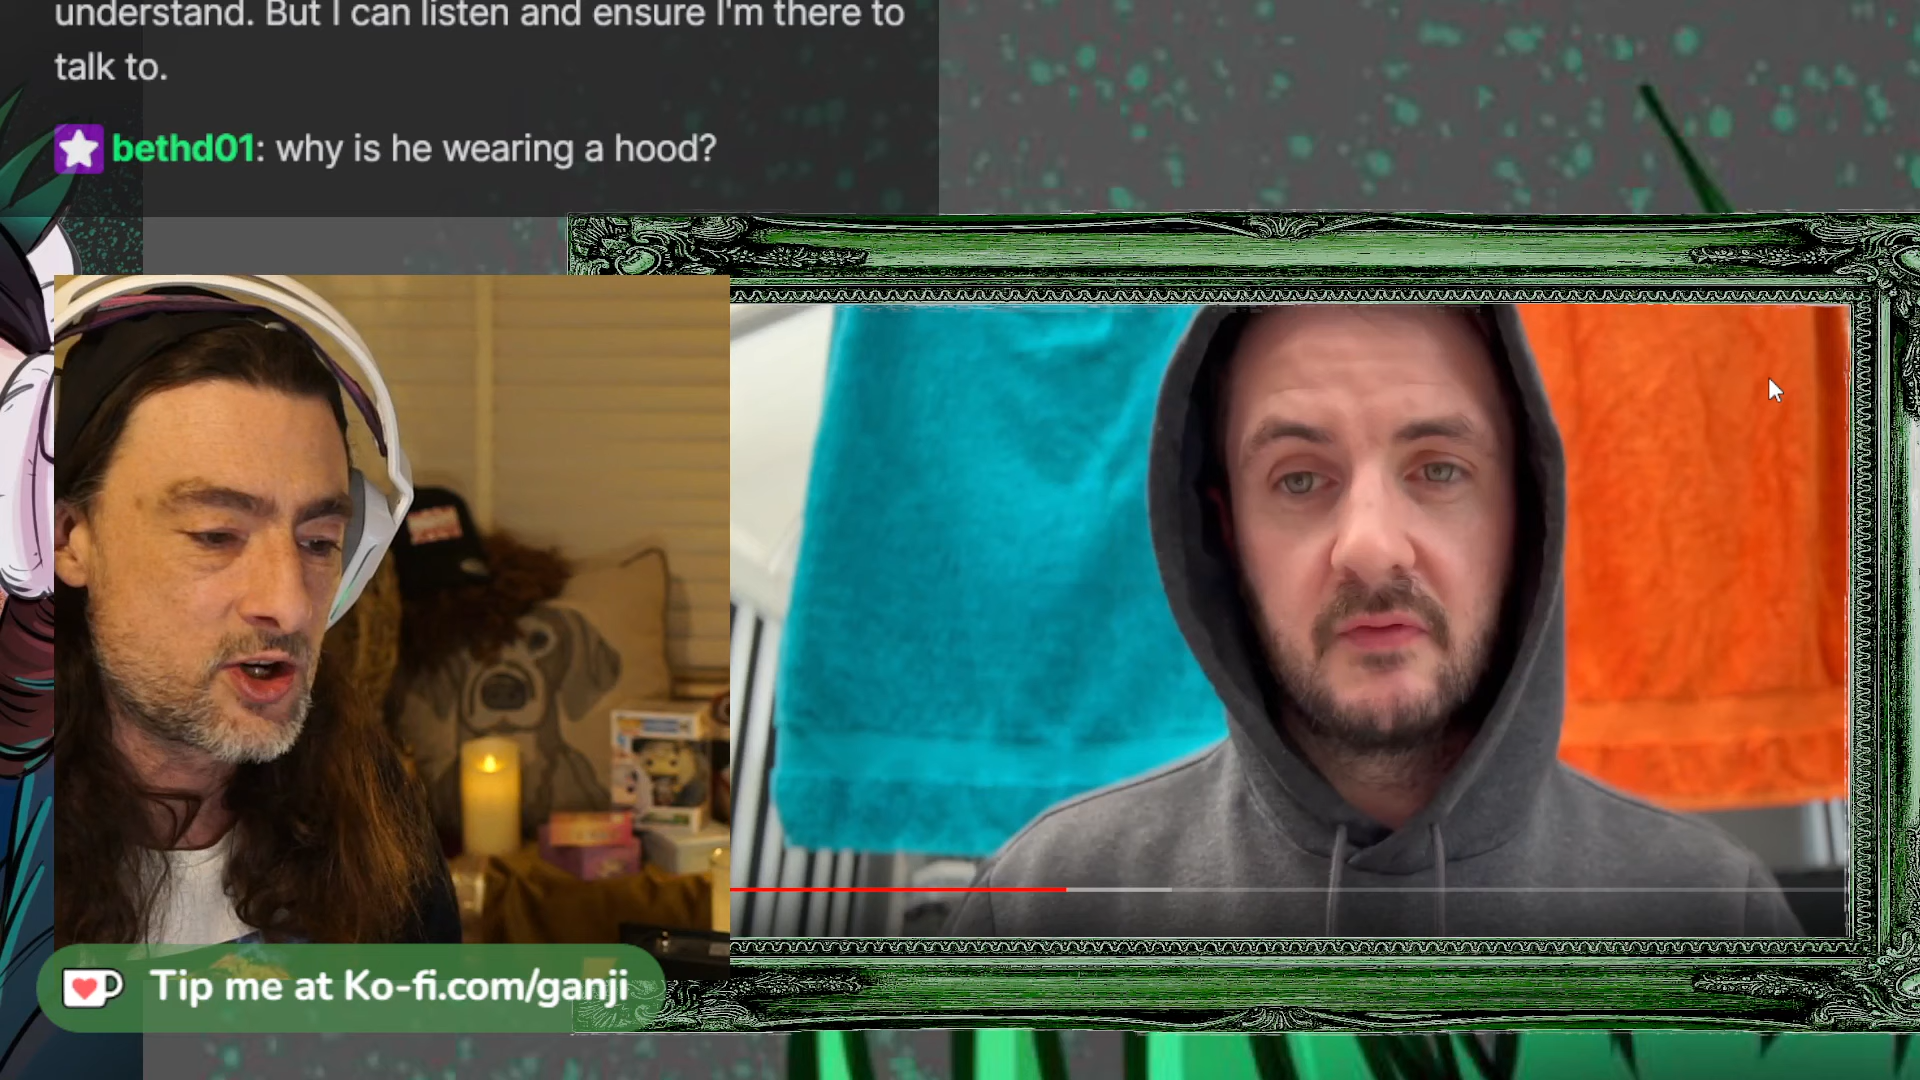 understand. But I can listen and ensure I'm there to
talk to.
bethd01: why is he wearing a hood?
Tip me at Ko-fi.com/ganji